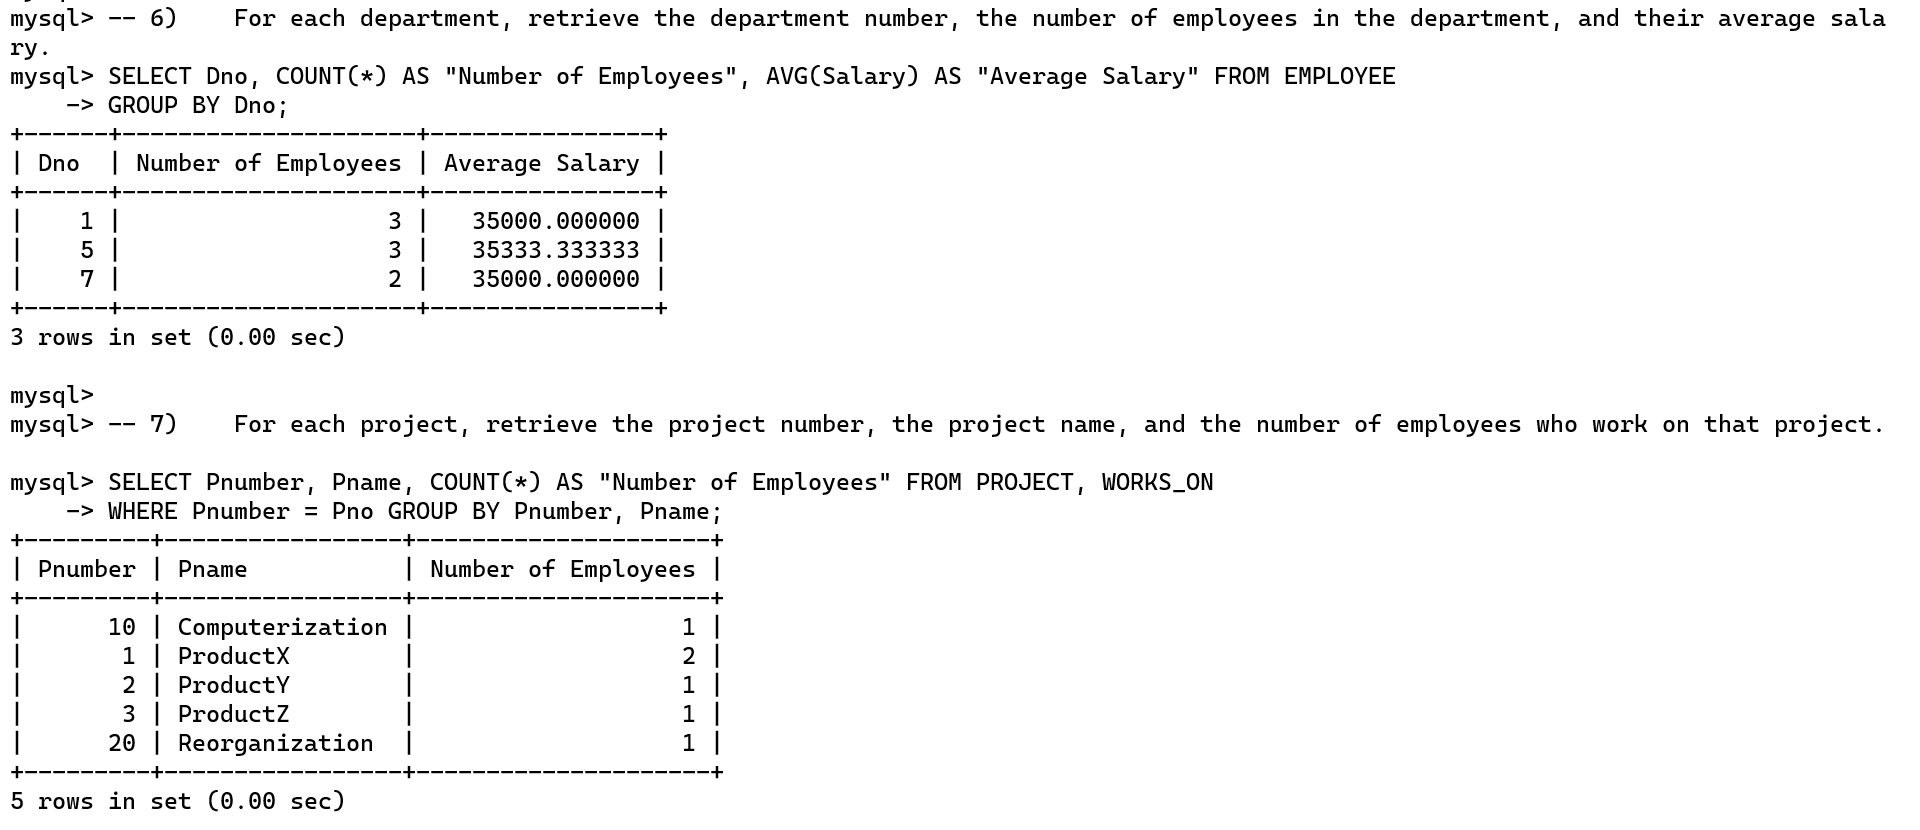 mysql> -- 6)    For each department, retrieve the department number, the number of employees in the department, and their average sala
ry.
mysql> SELECT Dno, COUNT(*) AS "Number of Employees", AVG(Salary) AS "Average Salary" FROM EMPLOYEE
    -> GROUP BY Dno;
+------+---------------------+----------------+
| Dno  | Number of Employees | Average Salary |
+------+---------------------+----------------+
|    1 |                   3 |   35000.000000 |
|    5 |                   3 |   35333.333333 |
|    7 |                   2 |   35000.000000 |
+------+---------------------+----------------+
3 rows in set (0.00 sec)

mysql>
mysql> -- 7)    For each project, retrieve the project number, the project name, and the number of employees who work on that project.

mysql> SELECT Pnumber, Pname, COUNT(*) AS "Number of Employees" FROM PROJECT, WORKS_ON
    -> WHERE Pnumber = Pno GROUP BY Pnumber, Pname;
+---------+-----------------+---------------------+
| Pnumber | Pname           | Number of Employees |
+---------+-----------------+---------------------+
|      10 | Computerization |                   1 |
|       1 | ProductX        |                   2 |
|       2 | ProductY        |                   1 |
|       3 | ProductZ        |                   1 |
|      20 | Reorganization  |                   1 |
+---------+-----------------+---------------------+
5 rows in set (0.00 sec)